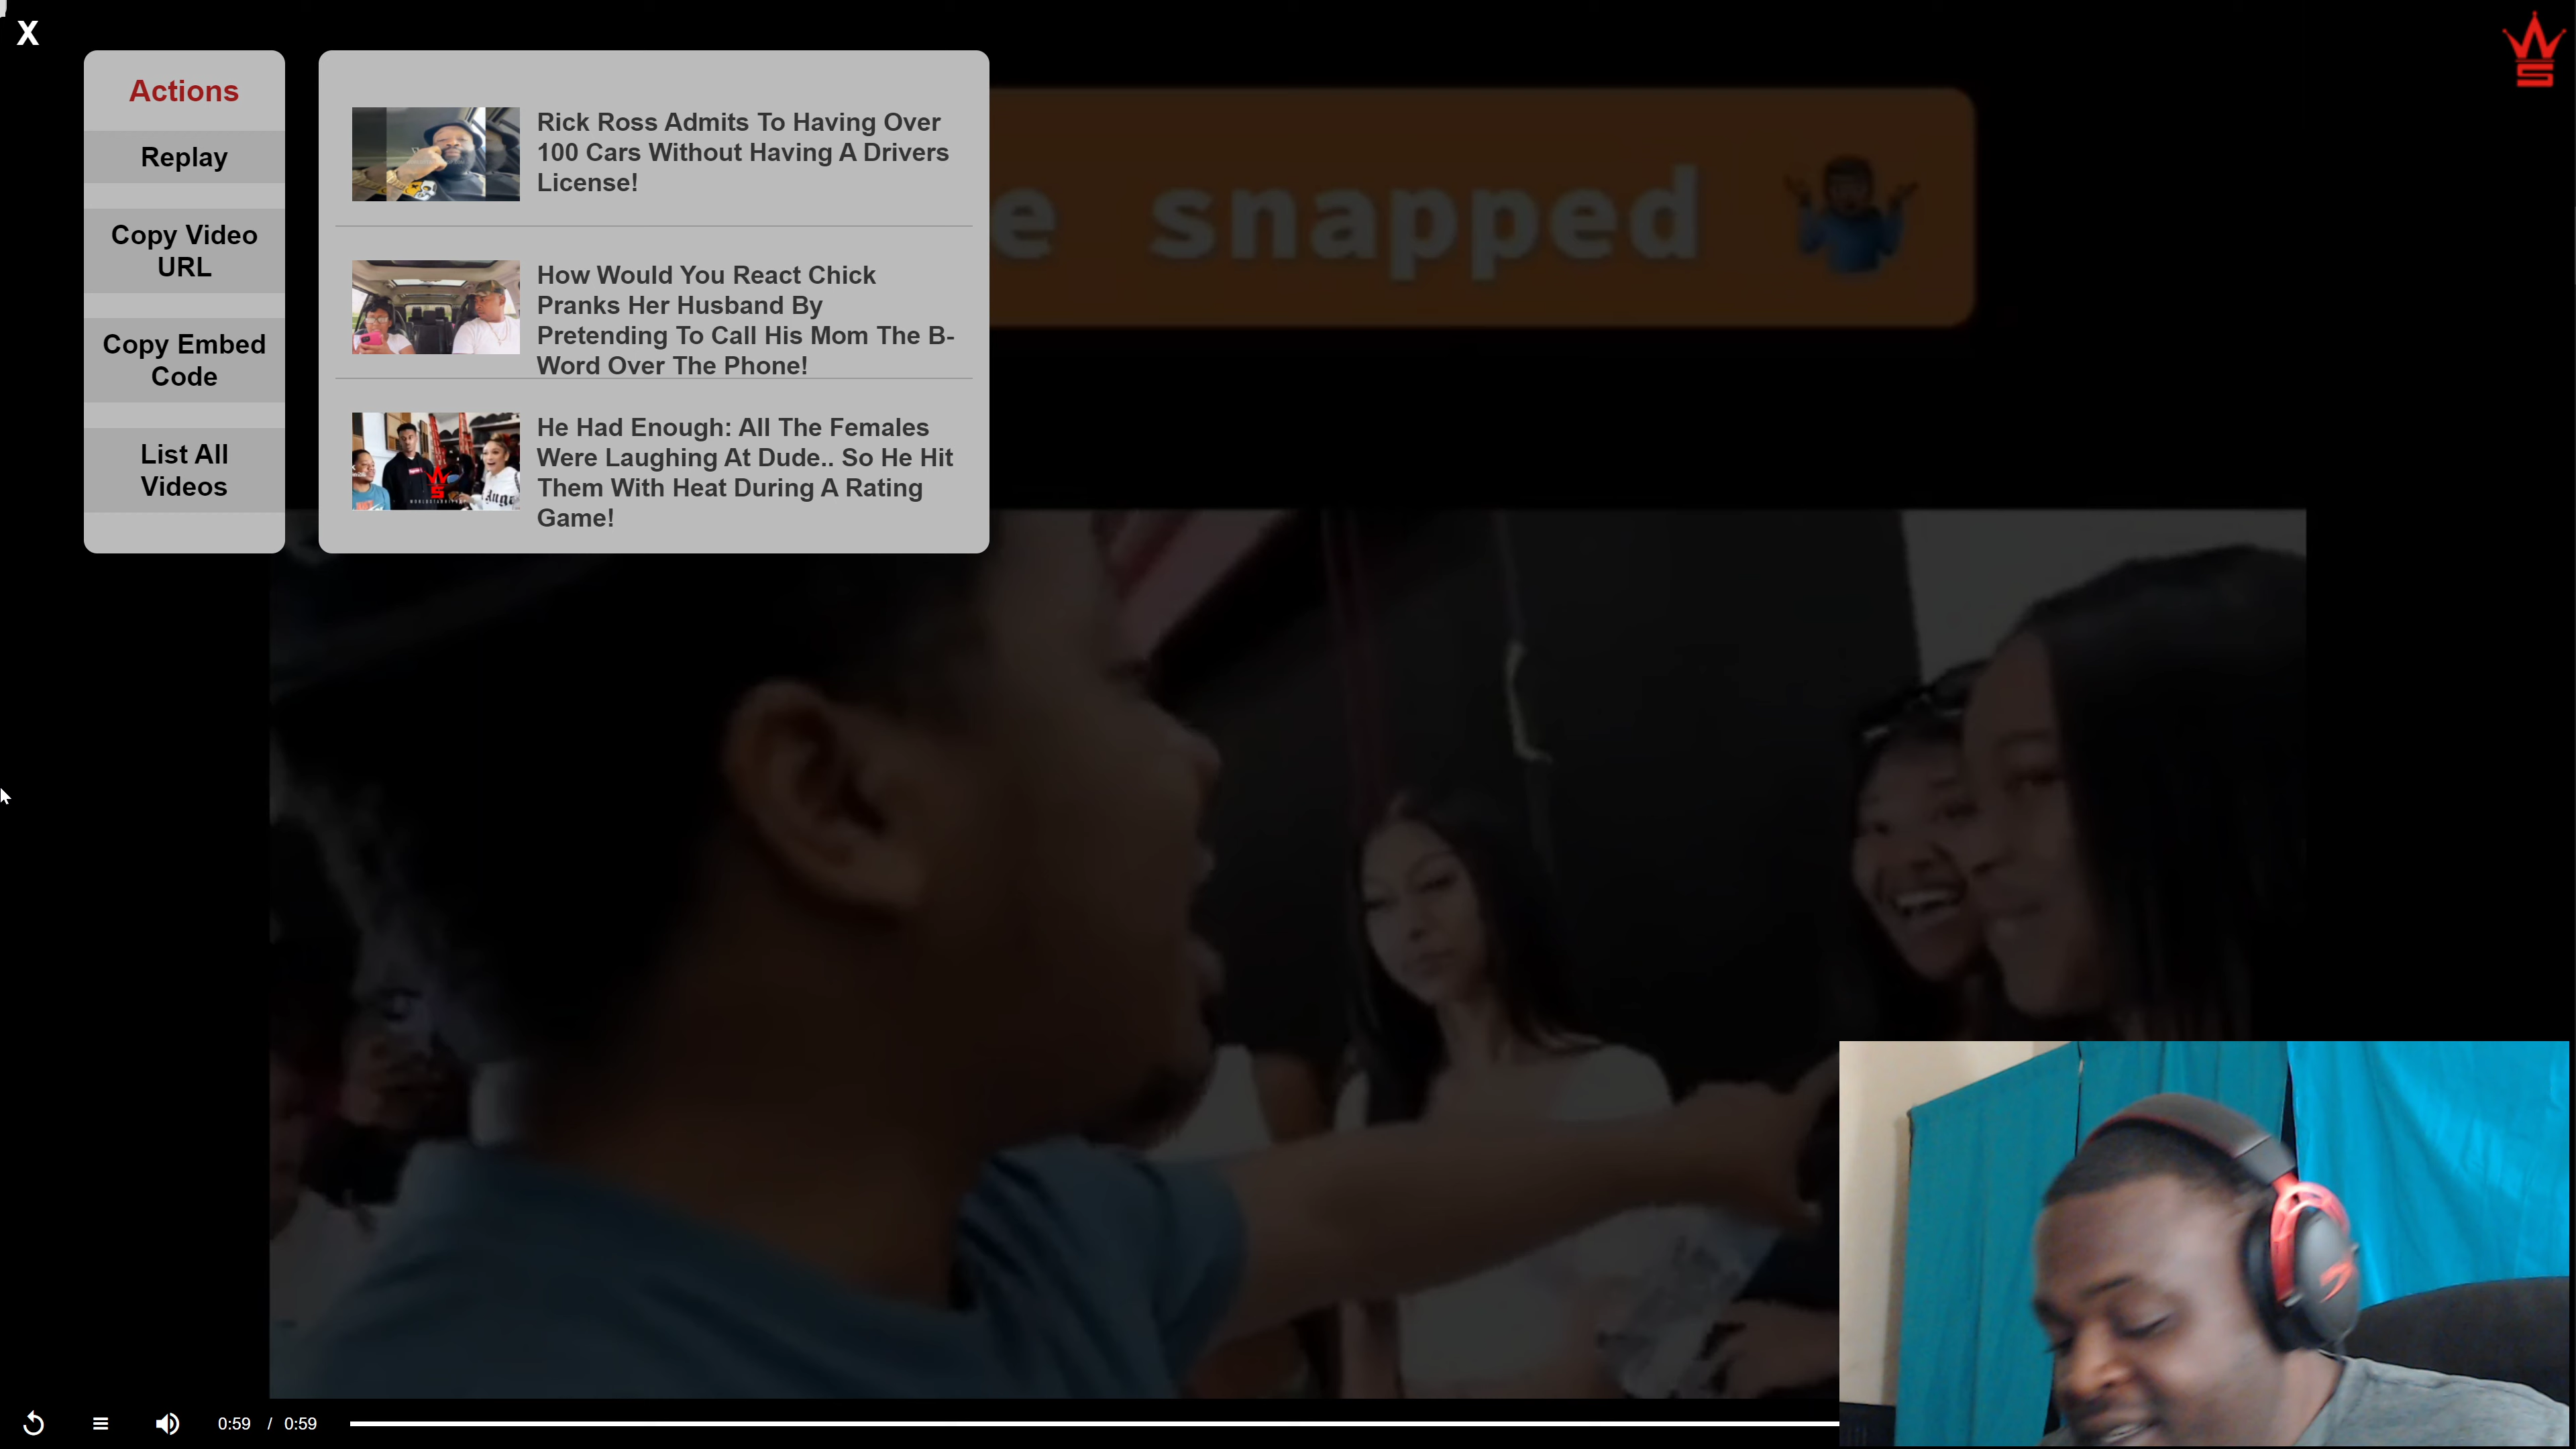 X
Actions
Replay
Copy Video
URL
Copy Embed
Code
List All
Videos
Rick Ross Admits To Having Over
100 Cars Without Having A Drivers
License!
How Would You React Chick
Pranks Her Husband By
Pretending To Call His Mom The B-
Word Over The Phone!
He Had Enough: All The Females
Were Laughing At Dude.. So He Hit
Them With Heat During A Rating
Game!
e snapped
WS
0:59 / 0:59